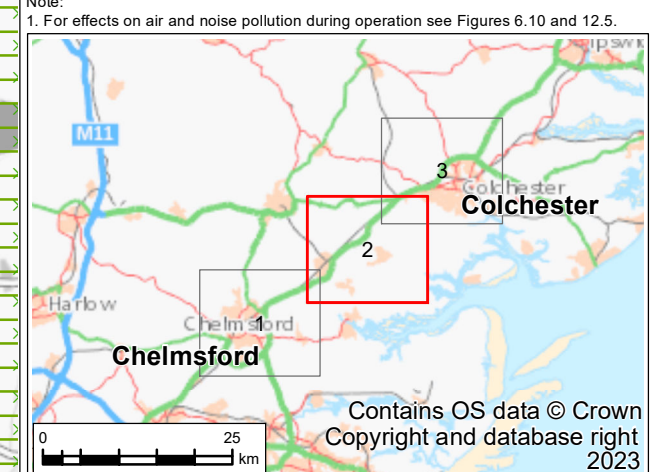 Note:
1. For effects on air and noise pollution during operation see Figures 6.10 and 12.5.
M11
3
Colchester
Colchester
2
Harlow
Chelmsford
1
Chelmsford
Contains OS data © Crown
Copyright and database right
2023
0 25
km